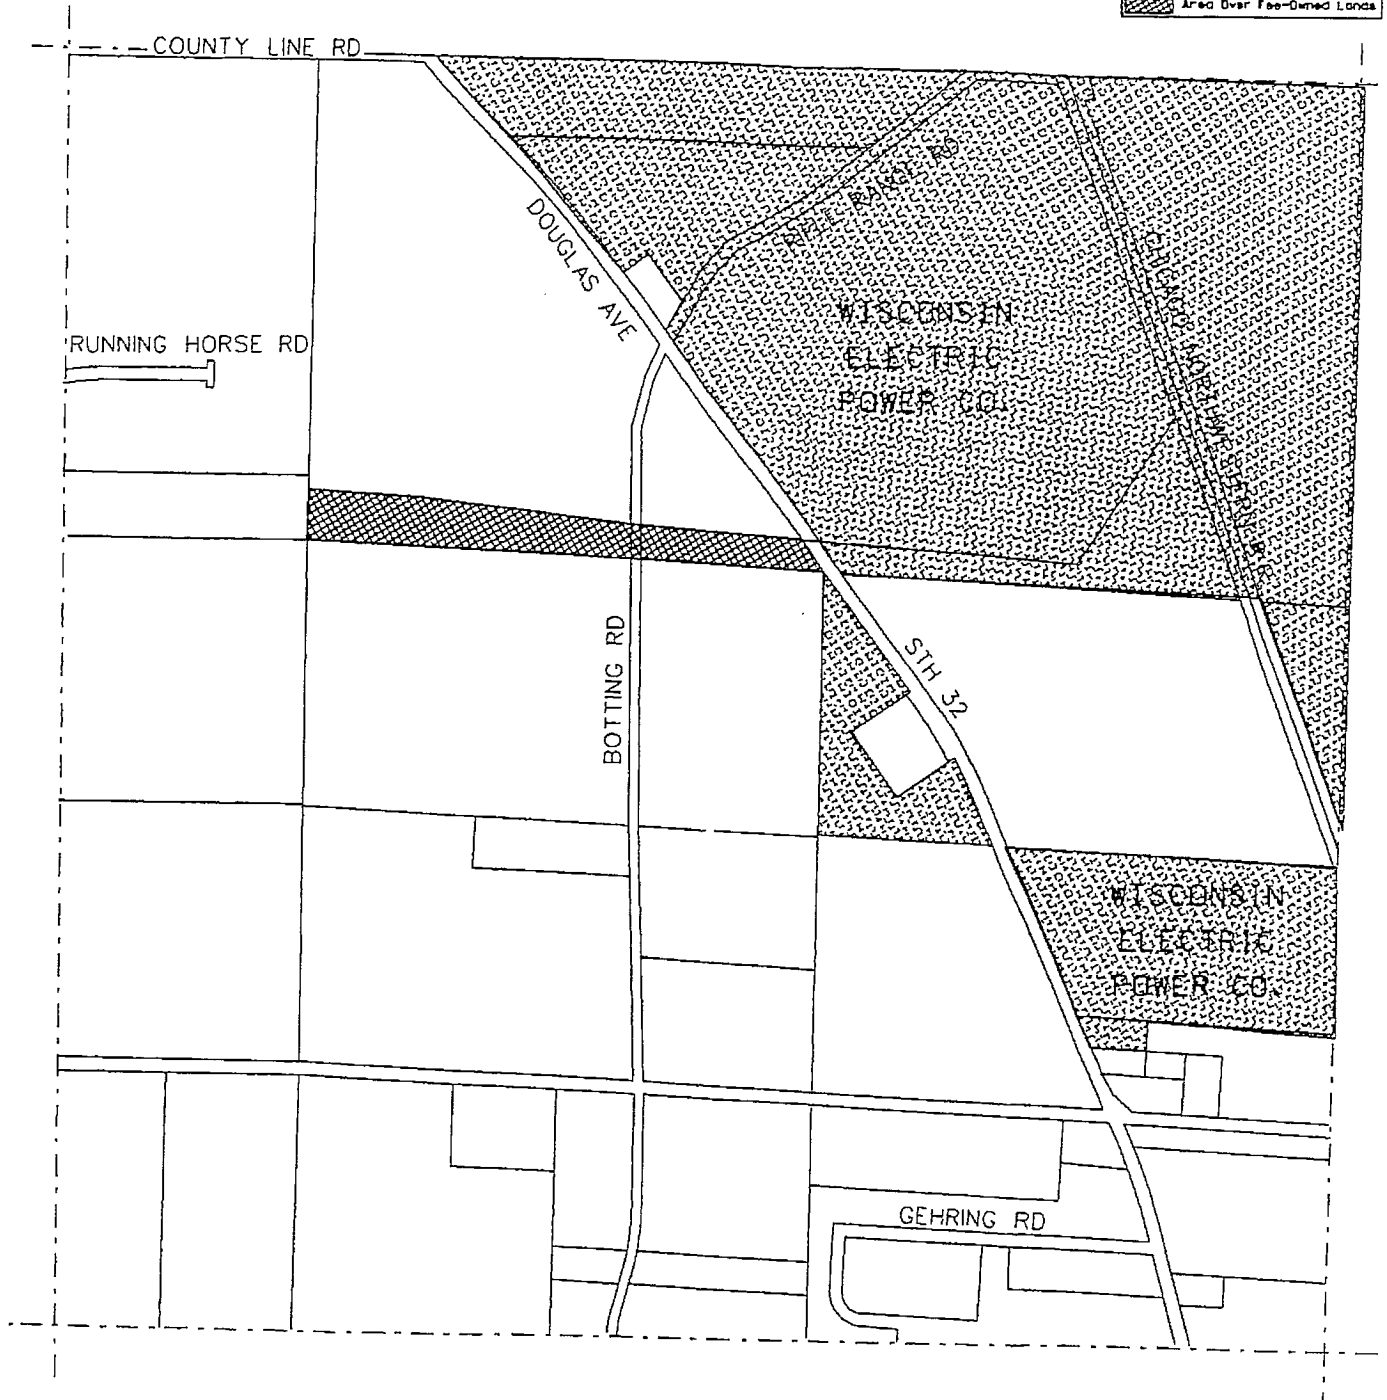 Area Over Fee-Owned Lands
COUNTY LINE RD
RIFLE RANGE RD
DOUGLAS AVE
CHICAGO NORTHWESTERN R.R.
WISCONSIN
ELECTRIC
POWER CO.
RUNNING HORSE RD
BOTTING RD
STH 32
WISCONSIN
ELECTRIC
POWER CO.
GEHRING RD